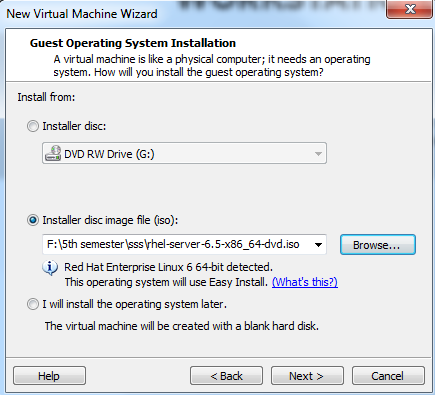 WORKSTATION
New Virtual Machine Wizard
Guest Operating System Installation
A virtual machine is like a physical computer; it needs an operating
system. How will you install the guest operating system?
Install from:
Installer disc:
DVD RW Drive (G:)
Installer disc image file (iso):
F:\5th semester\sss\rhel-server-6.5-x86_64-dvd.iso
Browse...
Red Hat Enterprise Linux 6 64-bit detected.
This operating system will use Easy Install. (What's this?)
I will install the operating system later.
The virtual machine will be created with a blank hard disk.
Help
< Back
Next >
Cancel